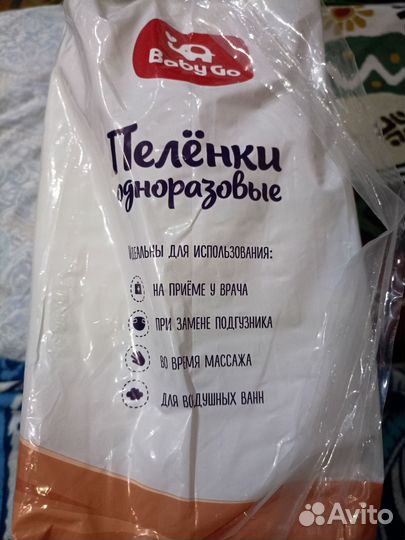 Baby Go
Пелёнки
одноразовые
Идеальны для использования:
на приёме у врача
при замене подгузника
во время массажа
для воздушных ванн
Avito